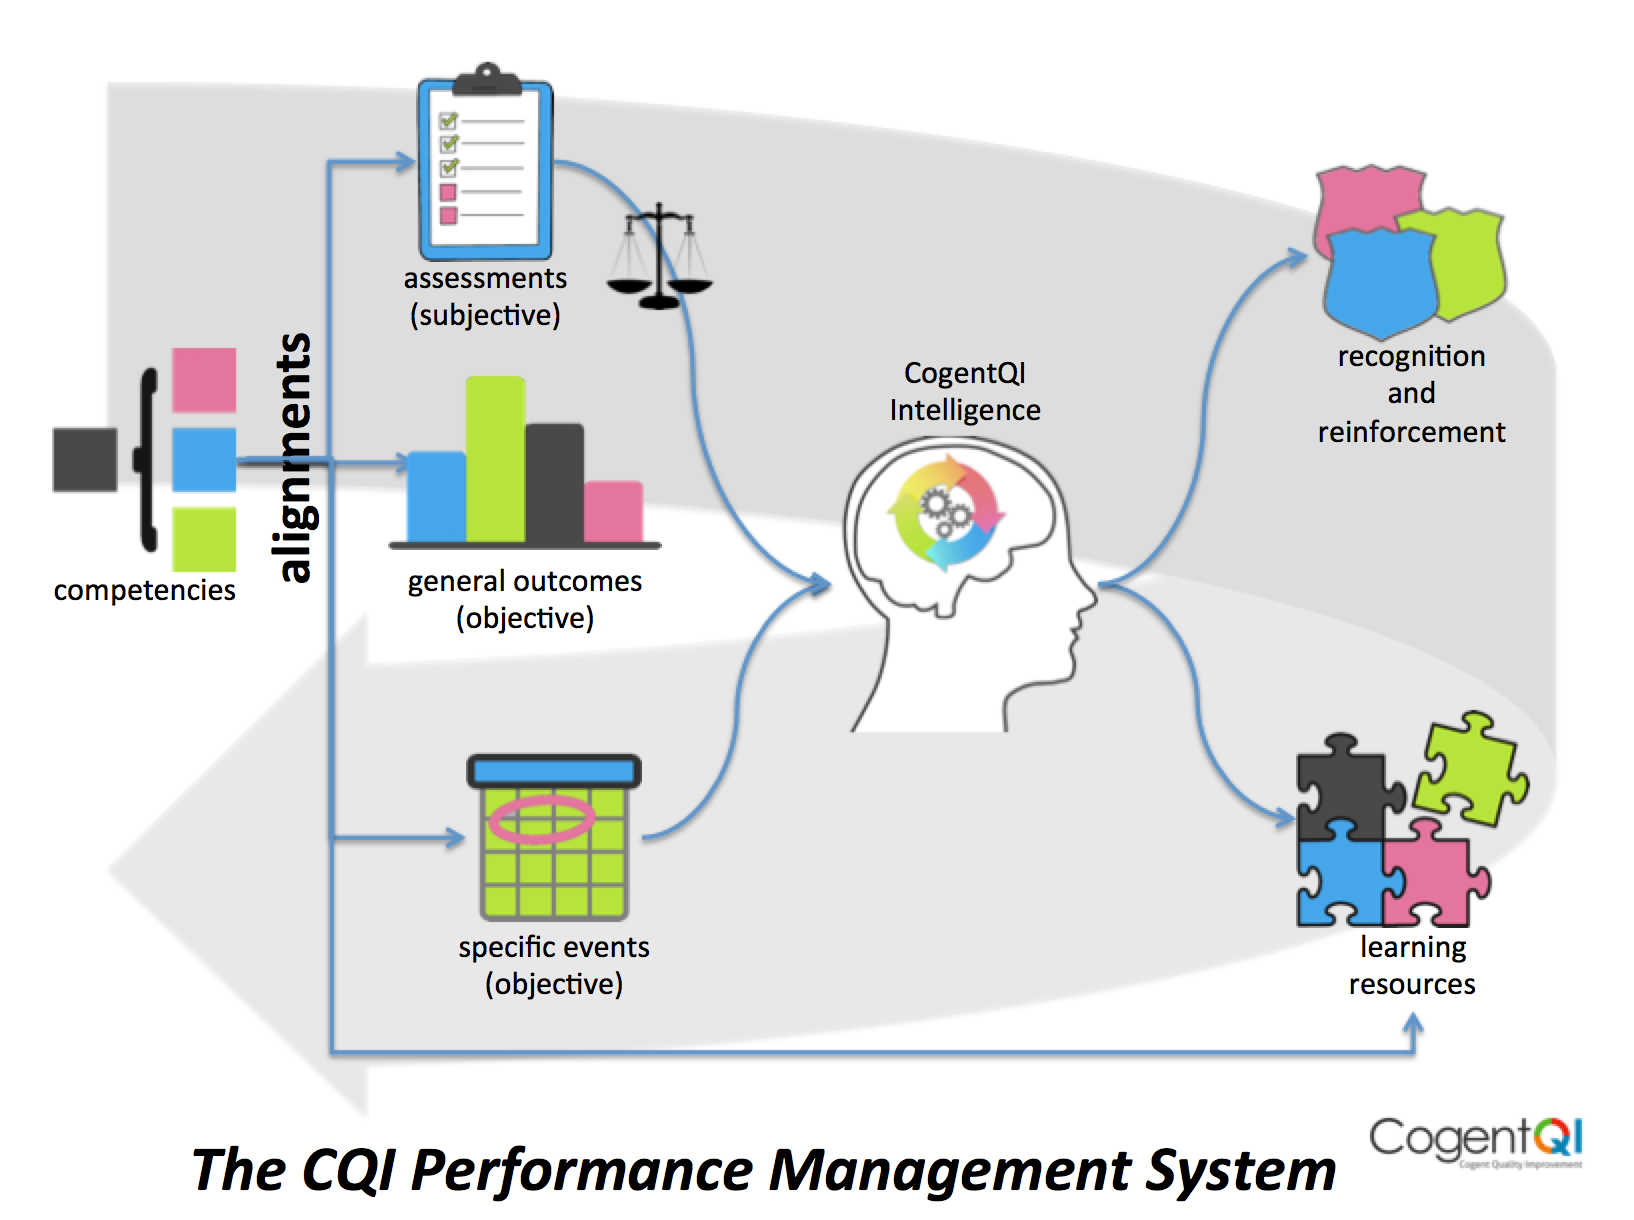 assessments
(subjective)
alignments
competencies
general outcomes
(objective)
specific events
(objective)
CogentQI
Intelligence
recognition
and
reinforcement
learning
resources
CogentQI
Cogent Quality Improvement
The CQI Performance Management System